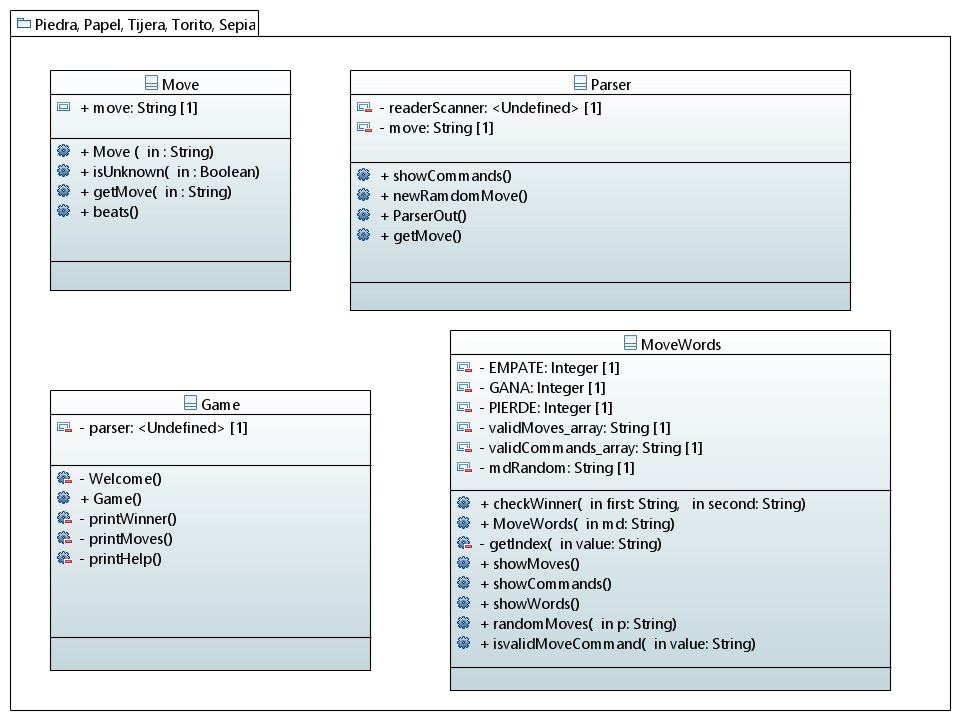 Piedra, Papel, Tijera, Torito, Sepia
Move
+ move: String [1]
+ Move (  in : String)
+ isUnknown(  in : Boolean)
+ getMove(  in : String)
+ beats()
Parser
- readerScanner: <Undefined> [1]
- move: String [1]
+ showCommands()
+ newRamdomMove()
+ ParserOut()
+ getMove()
Game
- parser: <Undefined> [1]
- Welcome()
+ Game()
- printWinner()
- printMoves()
- printHelp()
MoveWords
- EMPATE: Integer [1]
- GANA: Integer [1]
- PIERDE: Integer [1]
- validMoves_array: String [1]
- validCommands_array: String [1]
- mdRandom: String [1]
+ checkWinner(  in first: String,   in second: String)
+ MoveWords(  in md: String)
- getIndex(  in value: String)
+ showMoves()
+ showCommands()
+ showWords()
+ randomMoves(  in p: String)
+ isvalidMoveCommand(  in value: String)